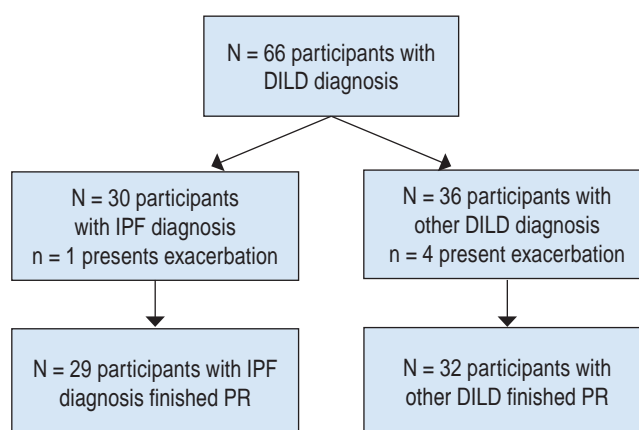 N = 66 participants with
DILD diagnosis
N = 30 participants
with IPF diagnosis
n = 1 presents exacerbation
N = 36 participants with
other DILD diagnosis
n = 4 present exacerbation
N = 29 participants with IPF
diagnosis finished PR
N = 32 participants with
other DILD finished PR